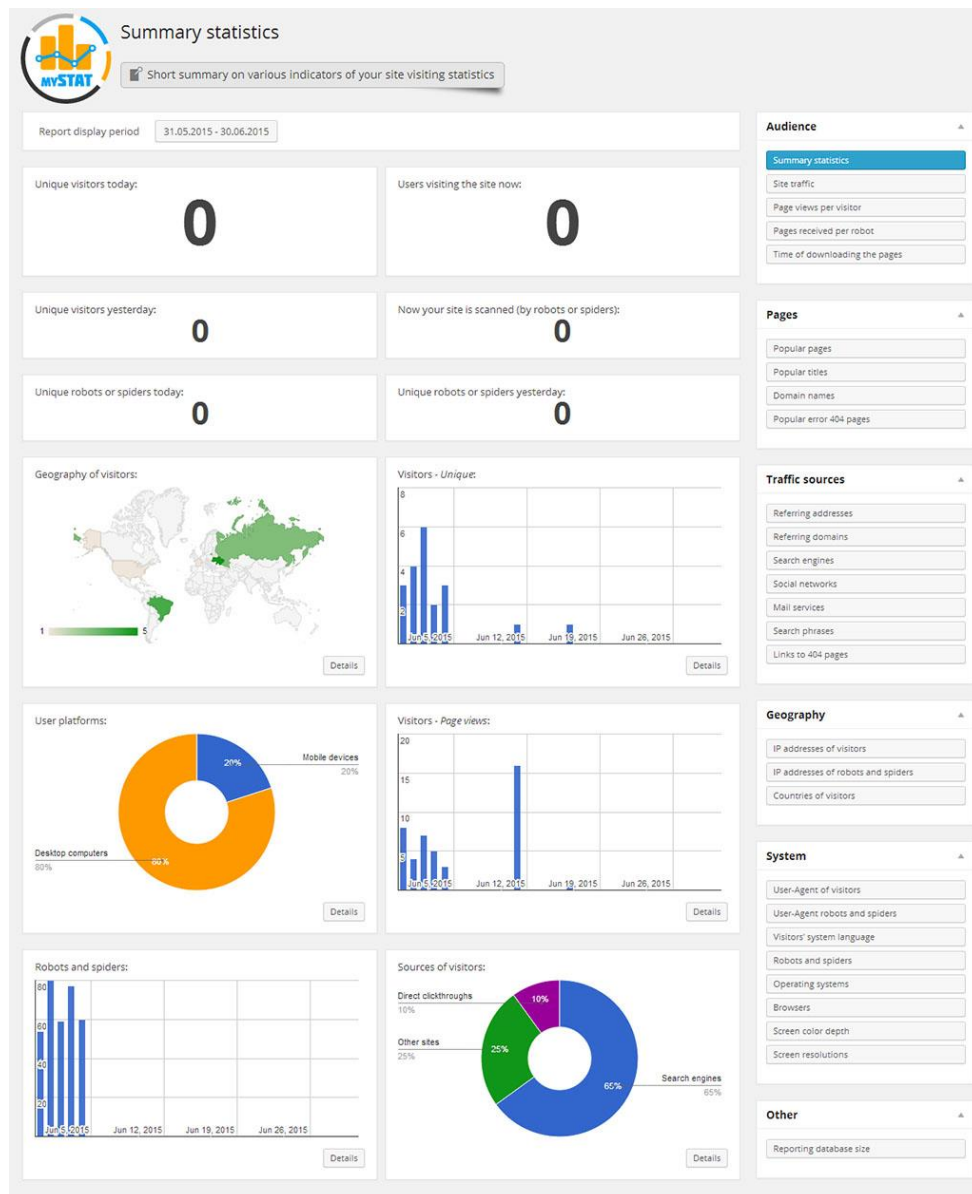 mySTAT
Summary statistics
Short summary on various indicators of your site visiting statistics
Report display period 31.05.2015 - 30.06.2015
Unique visitors today:
0
Users visiting the site now:
0
Unique visitors yesterday:
0
Now your site is scanned (by robots or spiders):
0
Unique robots or spiders today:
0
Unique robots or spiders yesterday:
0
Geography of visitors:
1 5
Details
Visitors - Unique:
8
6
4
2
Jun 5, 2015 Jun 12, 2015 Jun 19, 2015 Jun 26, 2015
Details
User platforms:
20%
Mobile devices
20%
Desktop computers
80%
80%
Details
Visitors - Page views:
20
15
10
5
Jun 5, 2015 Jun 12, 2015 Jun 19, 2015 Jun 26, 2015
Details
Robots and spiders:
80
60
40
20
Jun 5, 2015 Jun 12, 2015 Jun 19, 2015 Jun 26, 2015
Details
Sources of visitors:
Direct clickthroughs
10%
10%
Other sites
25%
25%
65%
Search engines
65%
Details
Audience
Summary statistics
Site traffic
Page views per visitor
Pages received per robot
Time of downloading the pages
Pages
Popular pages
Popular titles
Domain names
Popular error 404 pages
Traffic sources
Referring addresses
Referring domains
Search engines
Social networks
Mail services
Search phrases
Links to 404 pages
Geography
IP addresses of visitors
IP addresses of robots and spiders
Countries of visitors
System
User-Agent of visitors
User-Agent robots and spiders
Visitors' system language
Robots and spiders
Operating systems
Browsers
Screen color depth
Screen resolutions
Other
Reporting database size